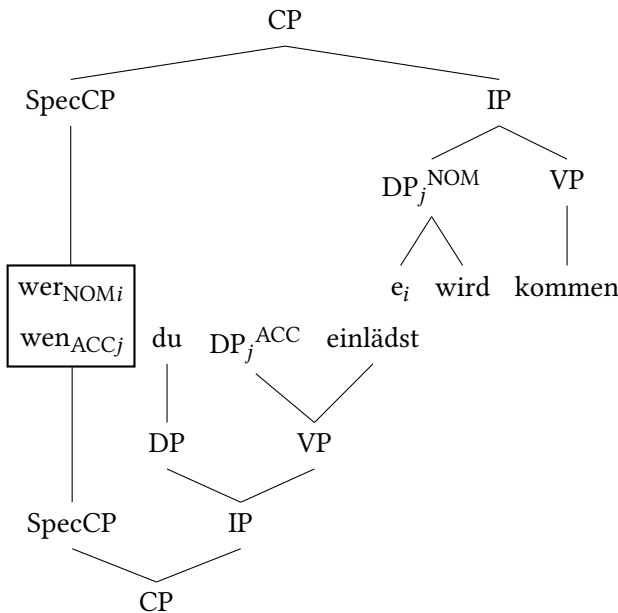 CP
SpecCP IP
DP_j^NOM VP
wer_NOMi e_i wird kommen
wen_ACCj du DP_j^ACC einlädst
DP VP
SpecCP IP
CP